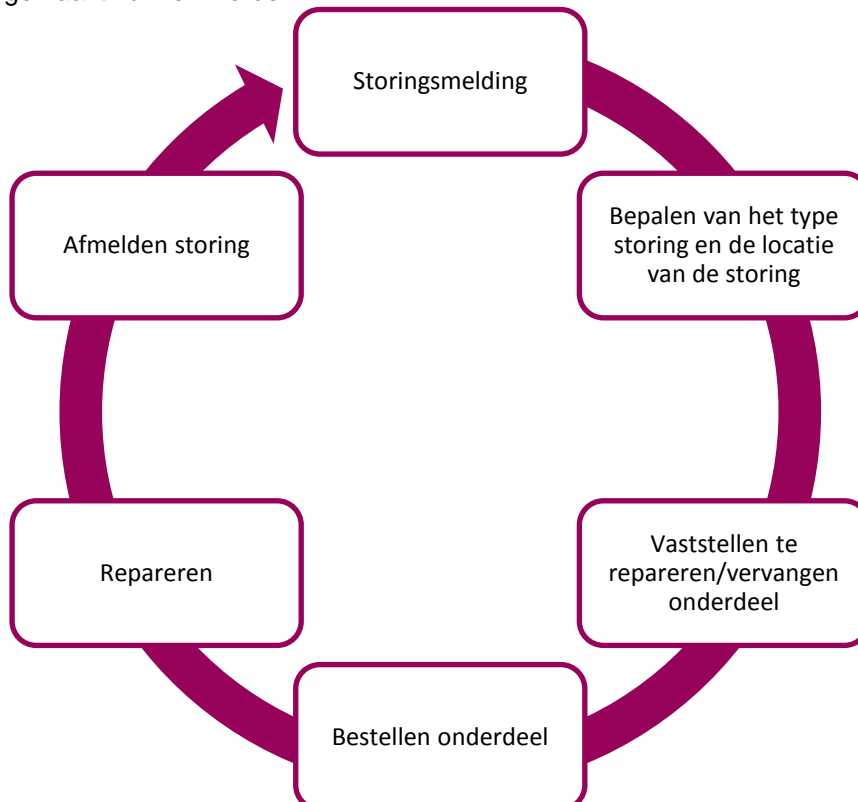 Storingsmelding
Bepalen van het type
storing en de locatie
van de storing
Vaststellen te
repareren/vervangen
onderdeel
Bestellen onderdeel
Repareren
Afmelden storing